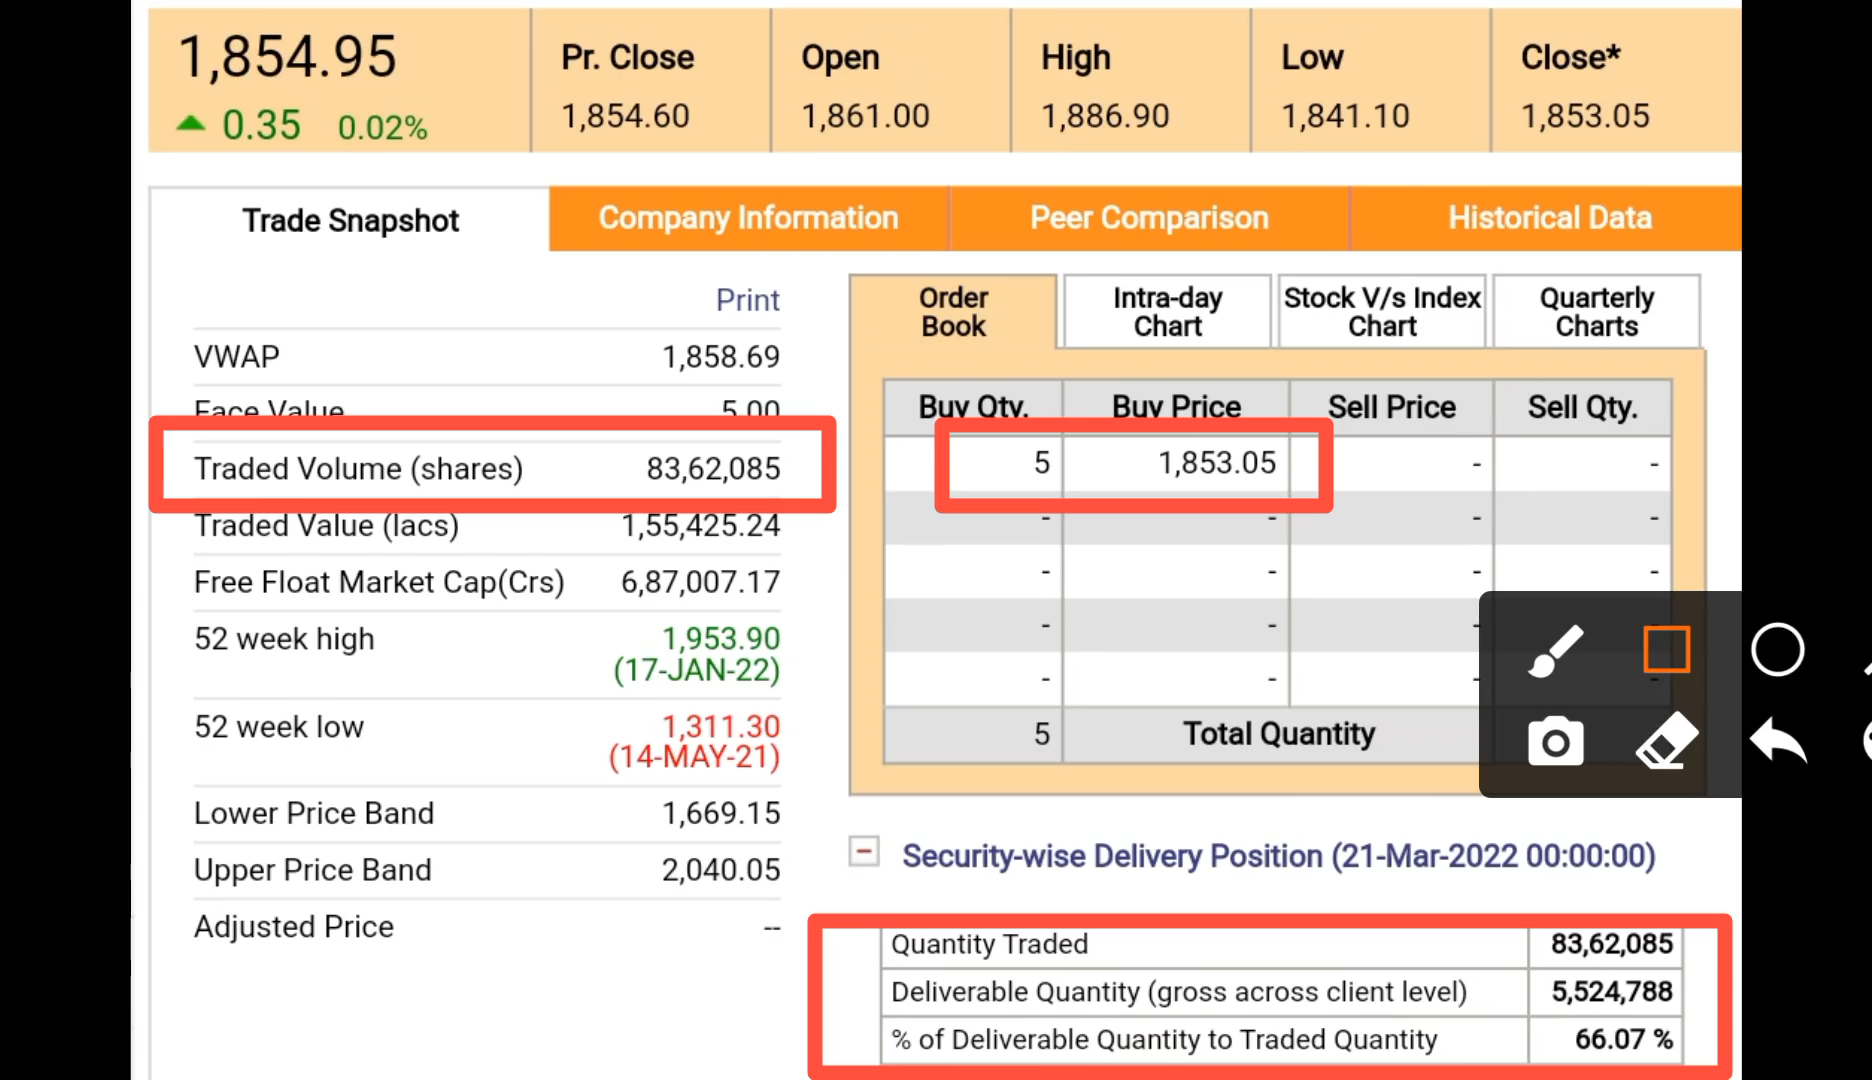 1,854.95
0.35 0.02%
Pr. Close
1,854.60
Open
1,861.00
High
1,886.90
Low
1,841.10
Close*
1,853.05
Trade Snapshot
Company Information
Peer Comparison
Historical Data
Print
VWAP 1,858.69
Face Value 5.00
Traded Volume (shares) 83,62,085
Traded Value (lacs) 1,55,425.24
Free Float Market Cap(Crs) 6,87,007.17
52 week high 1,953.90
(17-JAN-22)
52 week low 1,311.30
(14-MAY-21)
Lower Price Band 1,669.15
Upper Price Band 2,040.05
Adjusted Price --
Order
Book
Intra-day
Chart
Stock V/s Index
Chart
Quarterly
Charts
Buy Qty. Buy Price Sell Price Sell Qty.
5 1,853.05 - -
- - - -
- - - -
- - - -
- - - -
5 Total Quantity
Security-wise Delivery Position (21-Mar-2022 00:00:00)
Quantity Traded 83,62,085
Deliverable Quantity (gross across client level) 5,524,788
% of Deliverable Quantity to Traded Quantity 66.07 %